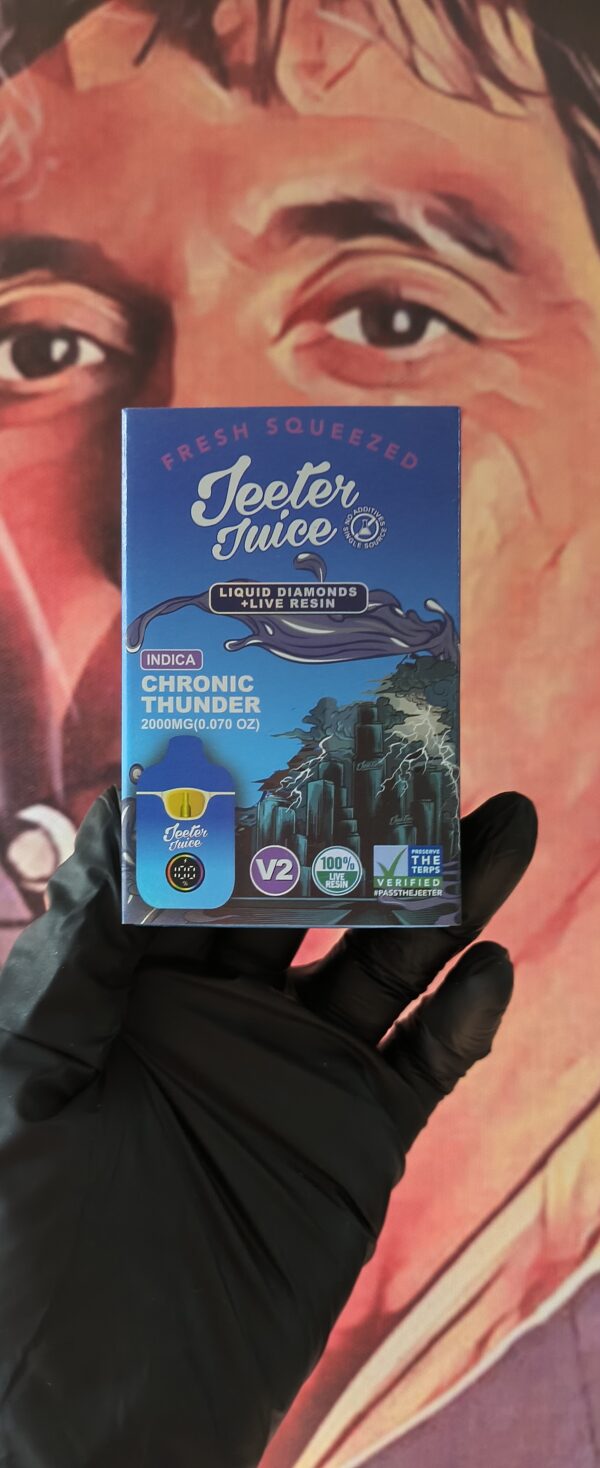 FRESH SQUEEZED
Jeeter
Juice
NO ADDITIVES
SINGLE SOURCE
LIQUID DIAMONDS
+LIVE RESIN
INDICA
CHRONIC
THUNDER
2000MG(0.070 OZ)
Jeeter
Juice
100
%
V2
100%
LIVE
RESIN
PRESERVE
THE
TERPS
VERIFIED
#PASSTHEJEETER